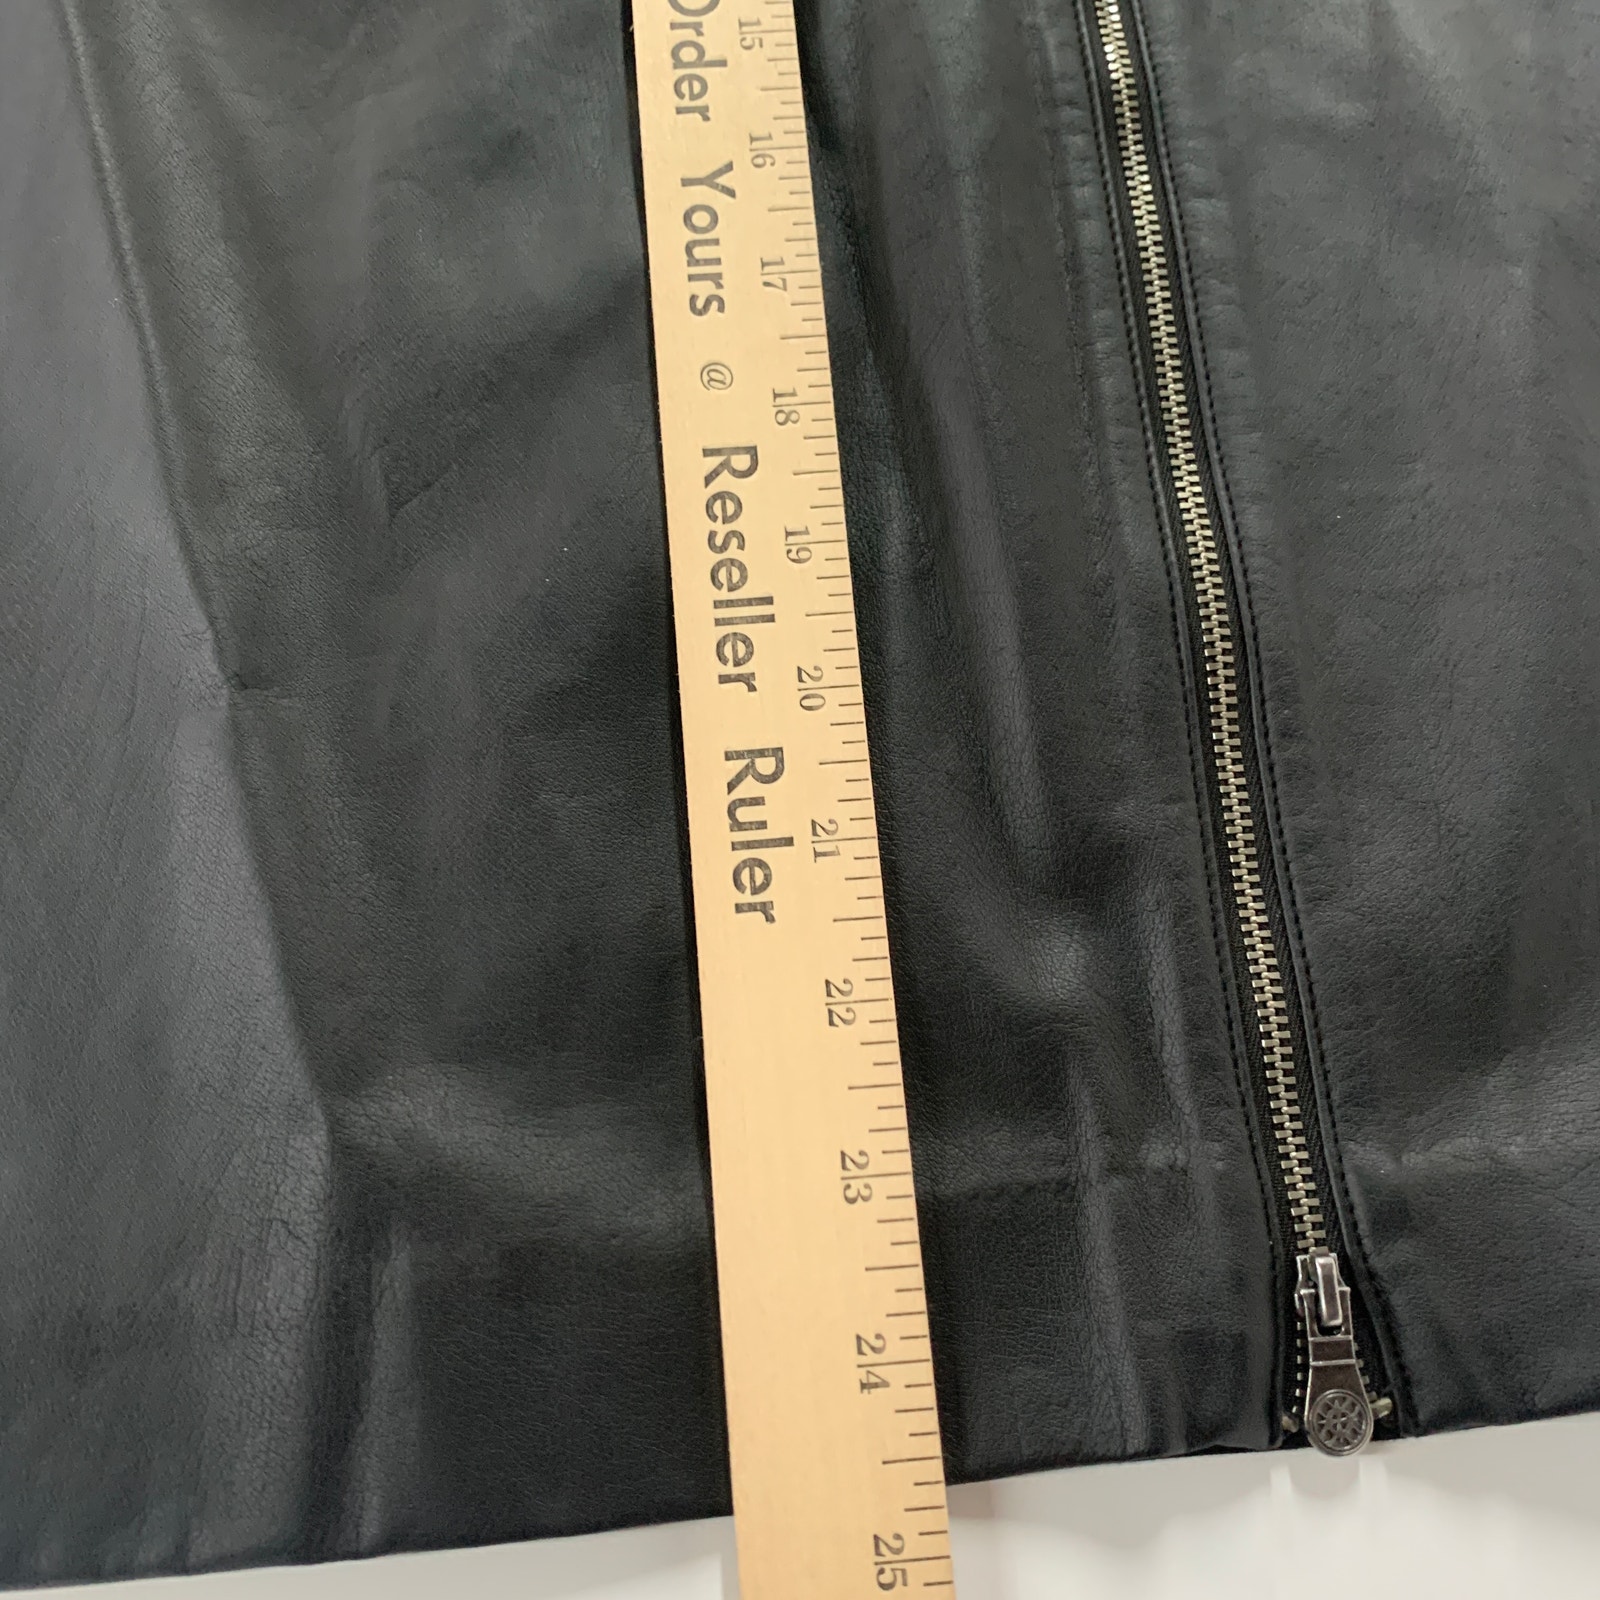 Order Yours @ Reseller Ruler
15 16 17 18 19 20 21 22 23 24 25